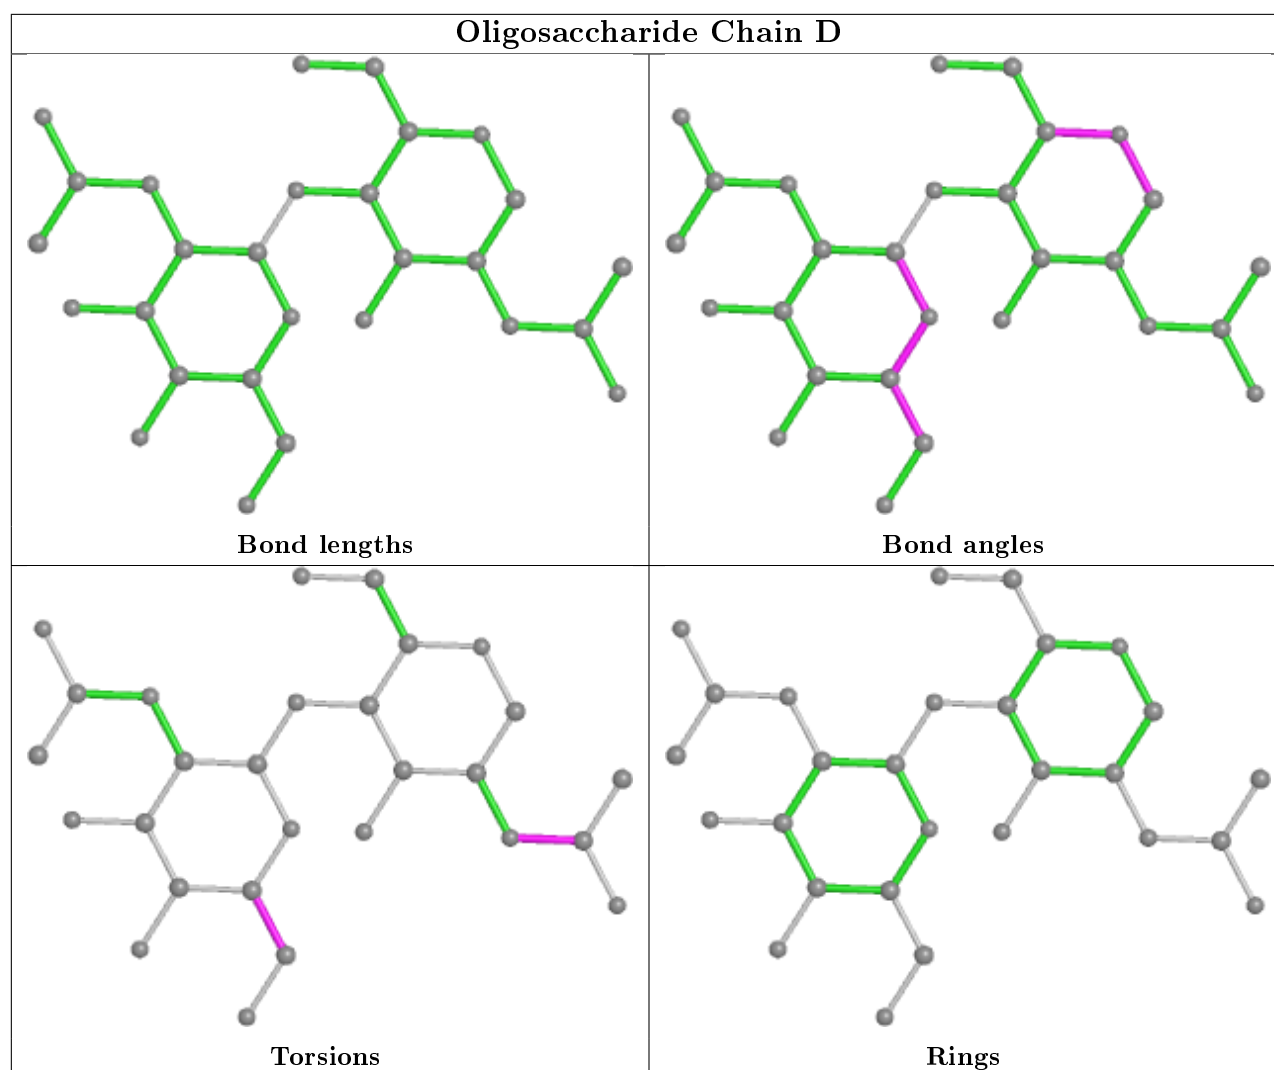 Oligosaccharide Chain D
Bond lengths
Bond angles
Torsions
Rings